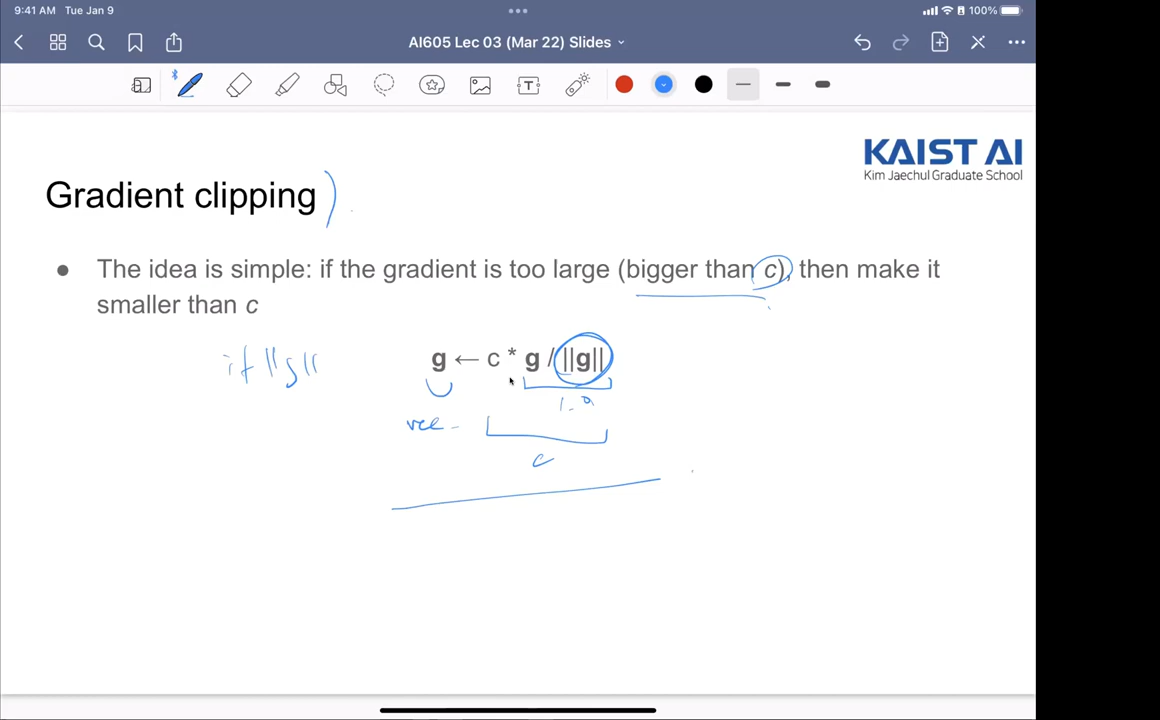 9:41 AM Tue Jan 9
100%
AI605 Lec 03 (Mar 22) Slides
KAIST AI
Kim Jaechul Graduate School
Gradient clipping )
● The idea is simple: if the gradient is too large (bigger than c), then make it
smaller than c
if ||g||
g ← c * g / ||g||
1.0
vec
c